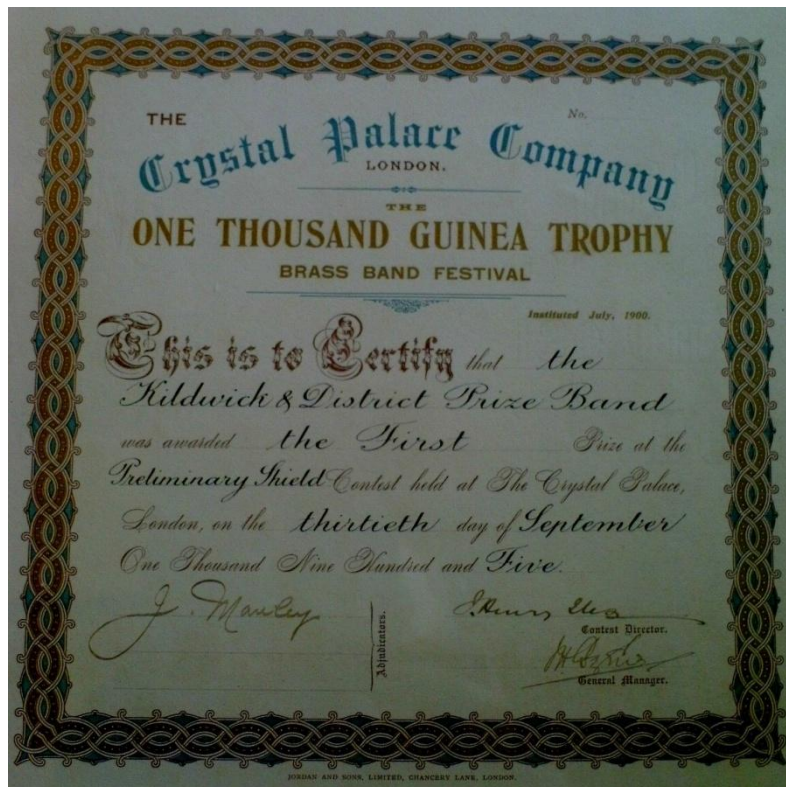 THE
No.
Crystal Palace Company
LONDON.
THE
ONE THOUSAND GUINEA TROPHY
BRASS BAND FESTIVAL
Instituted July, 1900.
This is to Certify that the
Kildwick & District Prize Band
was awarded the First Prize at the
Preliminary Shield Contest held at The Crystal Palace,
London, on the thirtieth day of September
One Thousand Nine Hundred and Five.
J. Manley
Adjudicators.
Contest Director.
General Manager.
JORDAN AND SONS, LIMITED, CHANCERY LANE, LONDON.